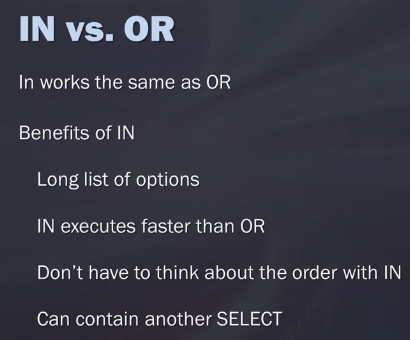 IN vs. OR
In works the same as OR
Benefits of IN
Long list of options
IN executes faster than OR
Don't have to think about the order with IN
Can contain another SELECT